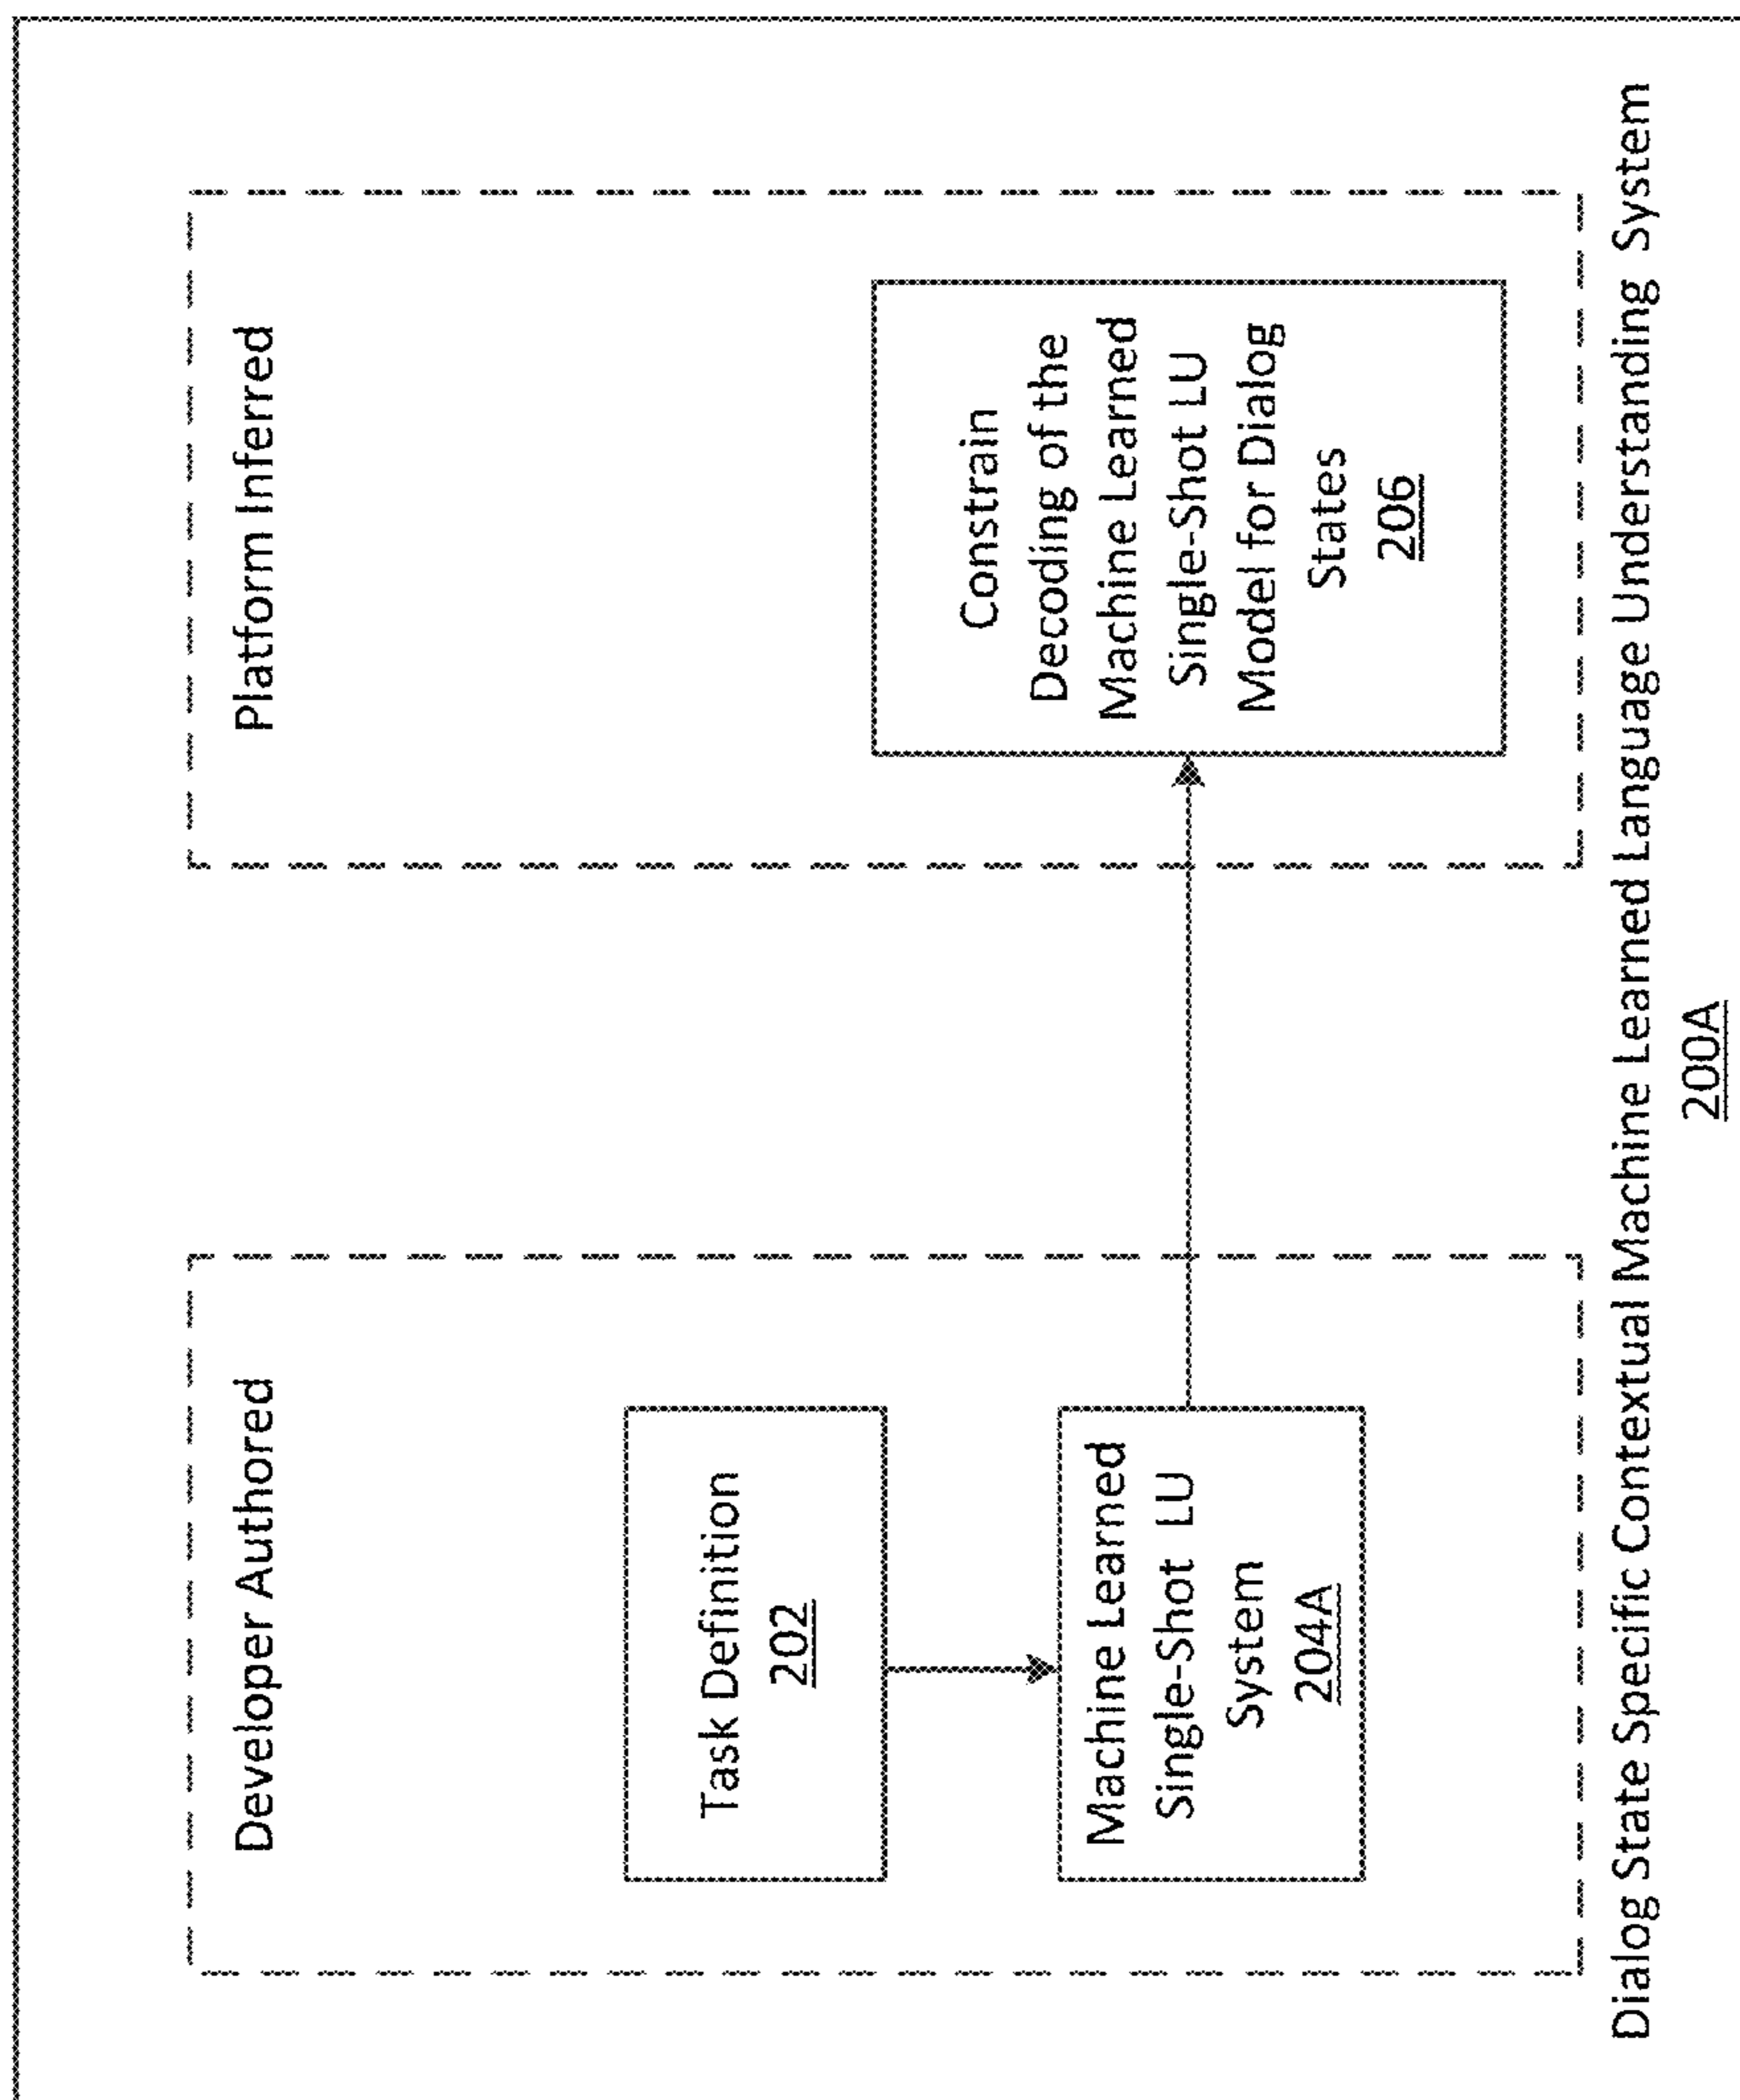 Developer Authored
Task Definition
202
Machine Learned
Single-Shot LU
System
204A
Platform Inferred
Constrain
Decoding of the
Machine Learned
Single-Shot LU
Model for Dialog
States
206
Dialog State Specific Contextual Machine Learned Language Understanding System
200A